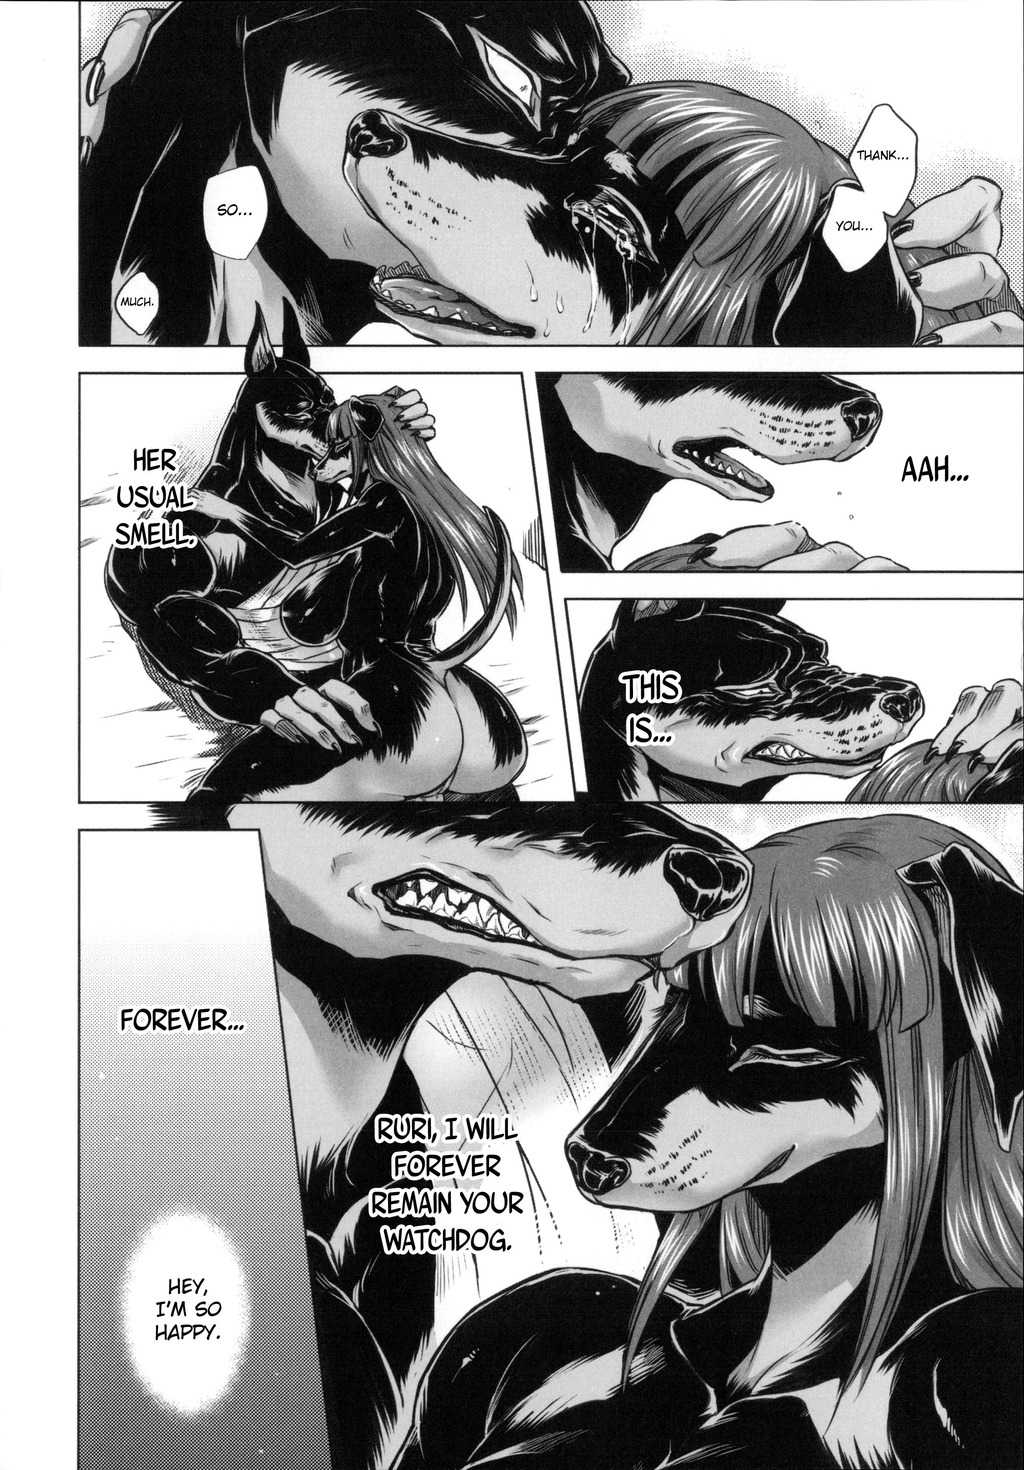 THANK...
YOU...
SO...
MUCH.
AAH...
THIS
IS...
HER
USUAL
SMELL.
RURI, I WILL
FOREVER
REMAIN YOUR
WATCHDOG.
FOREVER...
HEY,
I'M SO
HAPPY.